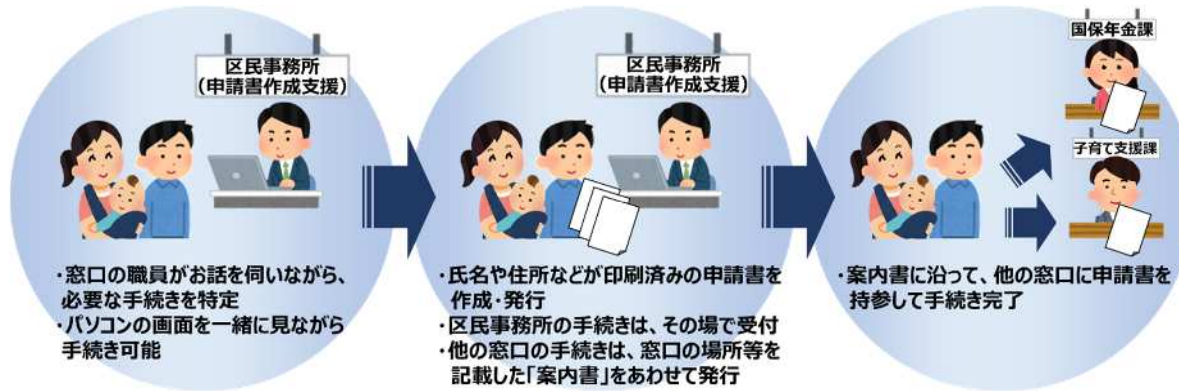 区民事務所
(申請書作成支援)
・窓口の職員がお話を伺いながら、
必要な手続きを特定
・パソコンの画面を一緒に見ながら
手続き可能
区民事務所
(申請書作成支援)
・氏名や住所などが印刷済みの申請書を
作成・発行
・区民事務所の手続きは、その場で受付
・他の窓口の手続きは、窓口の場所等を
記載した「案内書」をあわせて発行
国保年金課
子育て支援課
・案内書に沿って、他の窓口に申請書を
持参して手続き完了